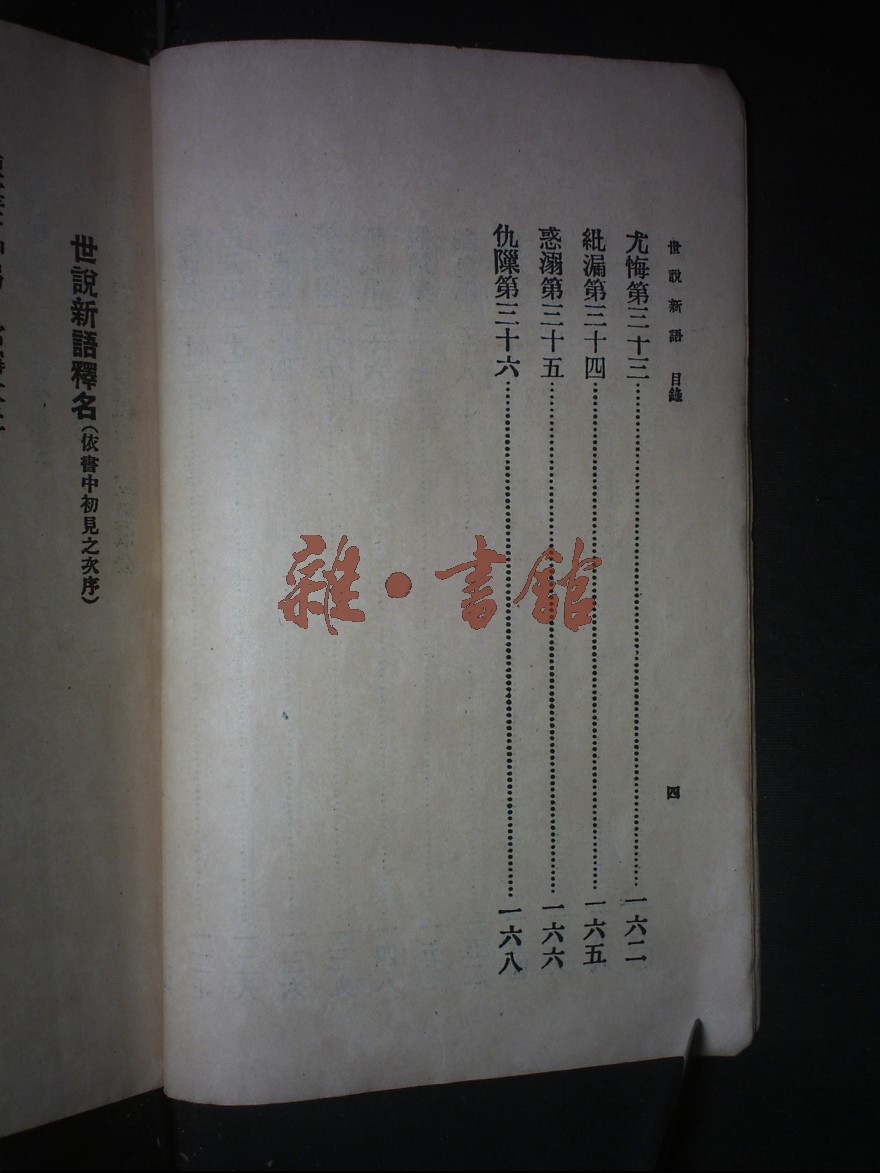 世說新語 目錄 四
尤悔第三十三 一六二
紕漏第三十四 一六五
惑溺第三十五 一六六
仇隟第三十六 一六八
雜·書館
世說新語釋名(依書中初見之次序)